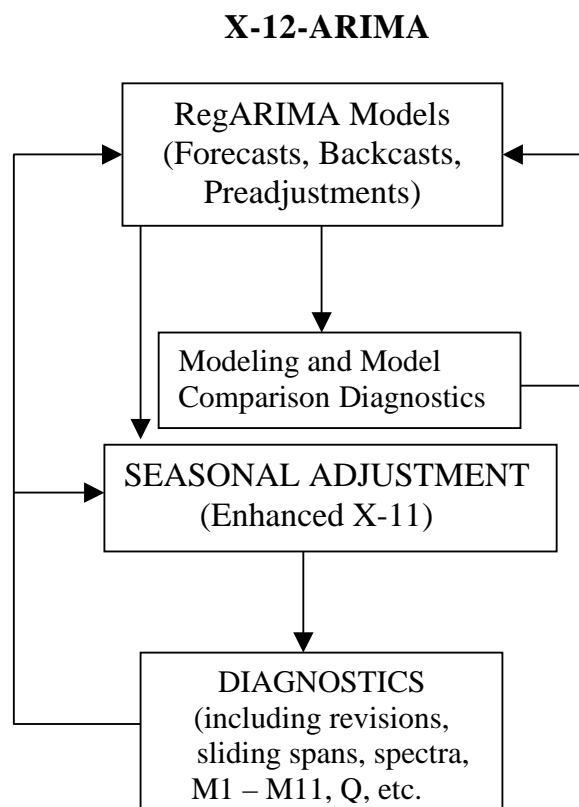 X-12-ARIMA
RegARIMA Models
(Forecasts, Backcasts,
Preadjustments)
Modeling and Model
Comparison Diagnostics
SEASONAL ADJUSTMENT
(Enhanced X-11)
DIAGNOSTICS
(including revisions,
sliding spans, spectra,
M1 – M11, Q, etc.